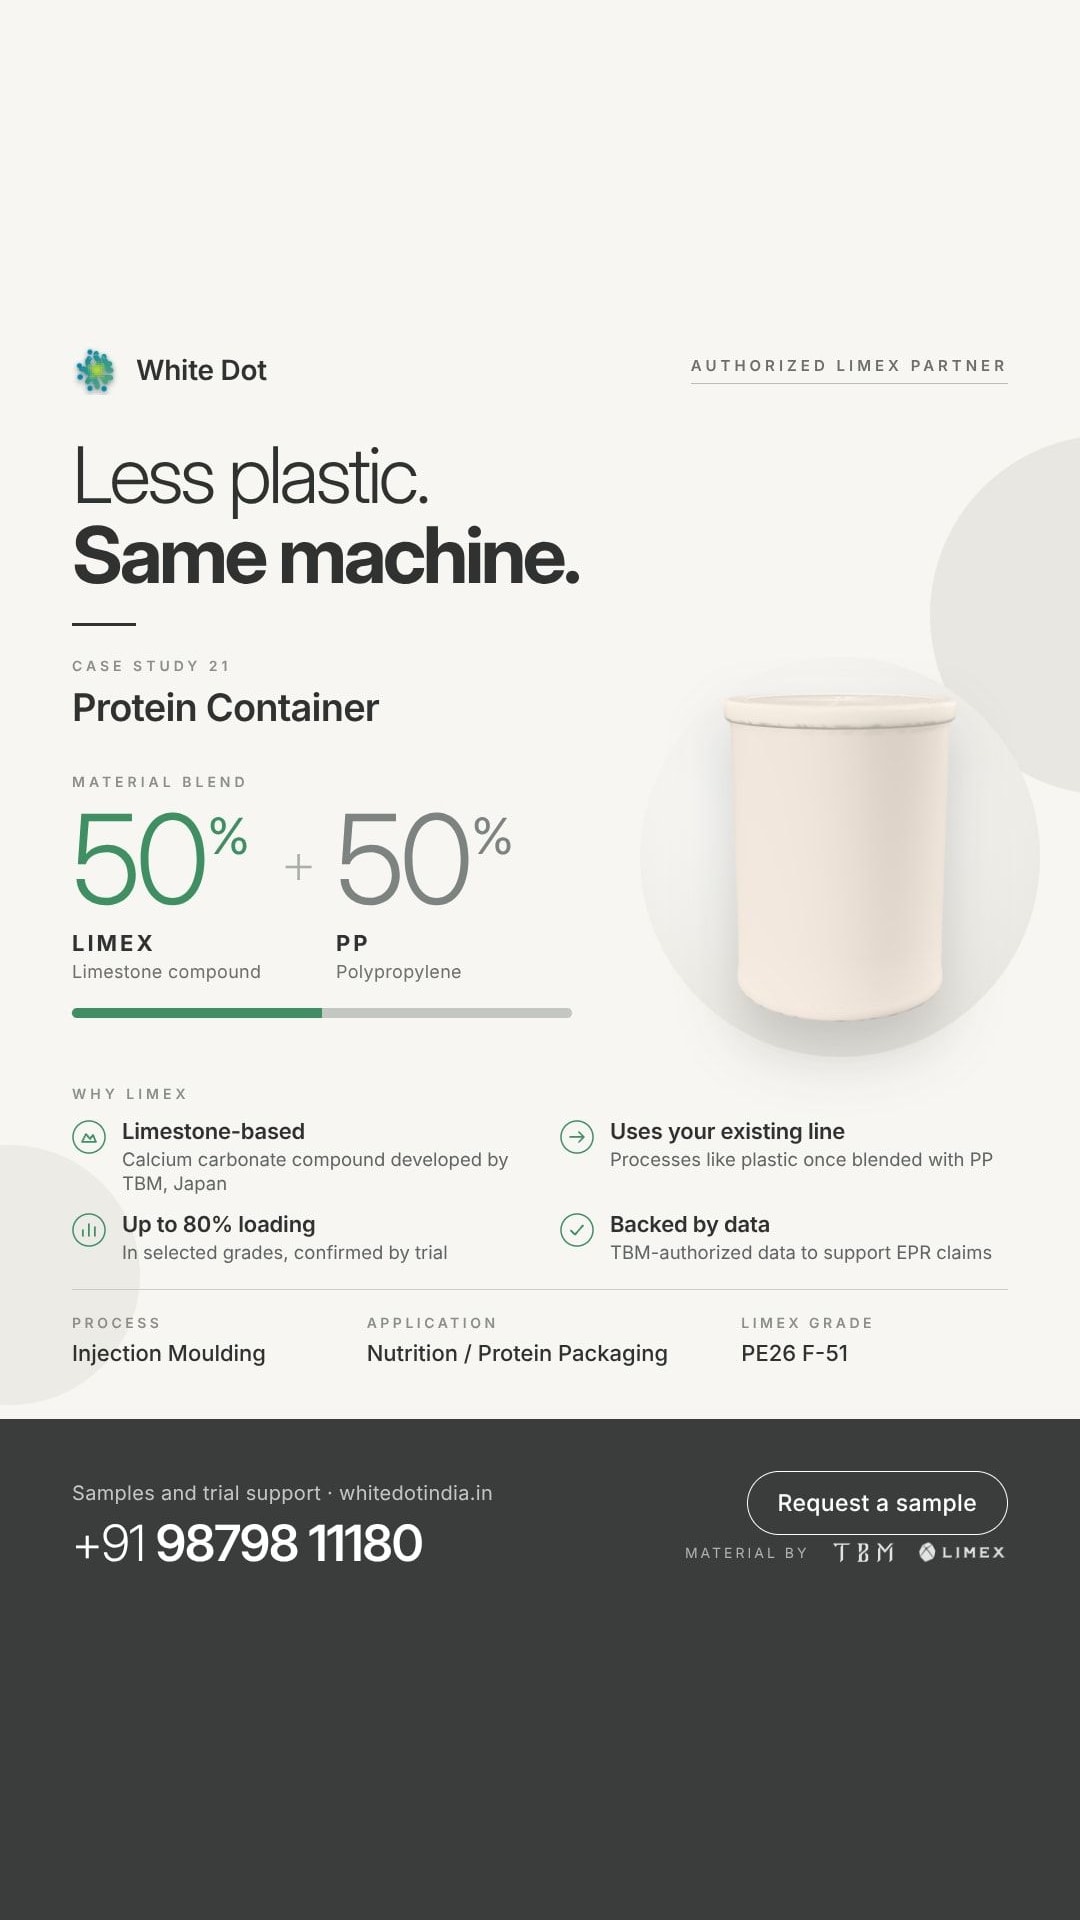 White Dot
AUTHORIZED LIMEX PARTNER
Less plastic.
Same machine.
CASE STUDY 21
Protein Container
MATERIAL BLEND
50% + 50%
LIMEX
PP
Limestone compound
Polypropylene
WHY LIMEX
Limestone-based
Calcium carbonate compound developed by
TBM, Japan
Uses your existing line
Processes like plastic once blended with PP
Up to 80% loading
In selected grades, confirmed by trial
Backed by data
TBM-authorized data to support EPR claims
PROCESS
Injection Moulding
APPLICATION
Nutrition / Protein Packaging
LIMEX GRADE
PE26 F-51
Samples and trial support · whitedotindia.in
+91 98798 11180
Request a sample
MATERIAL BY TBM LIMEX